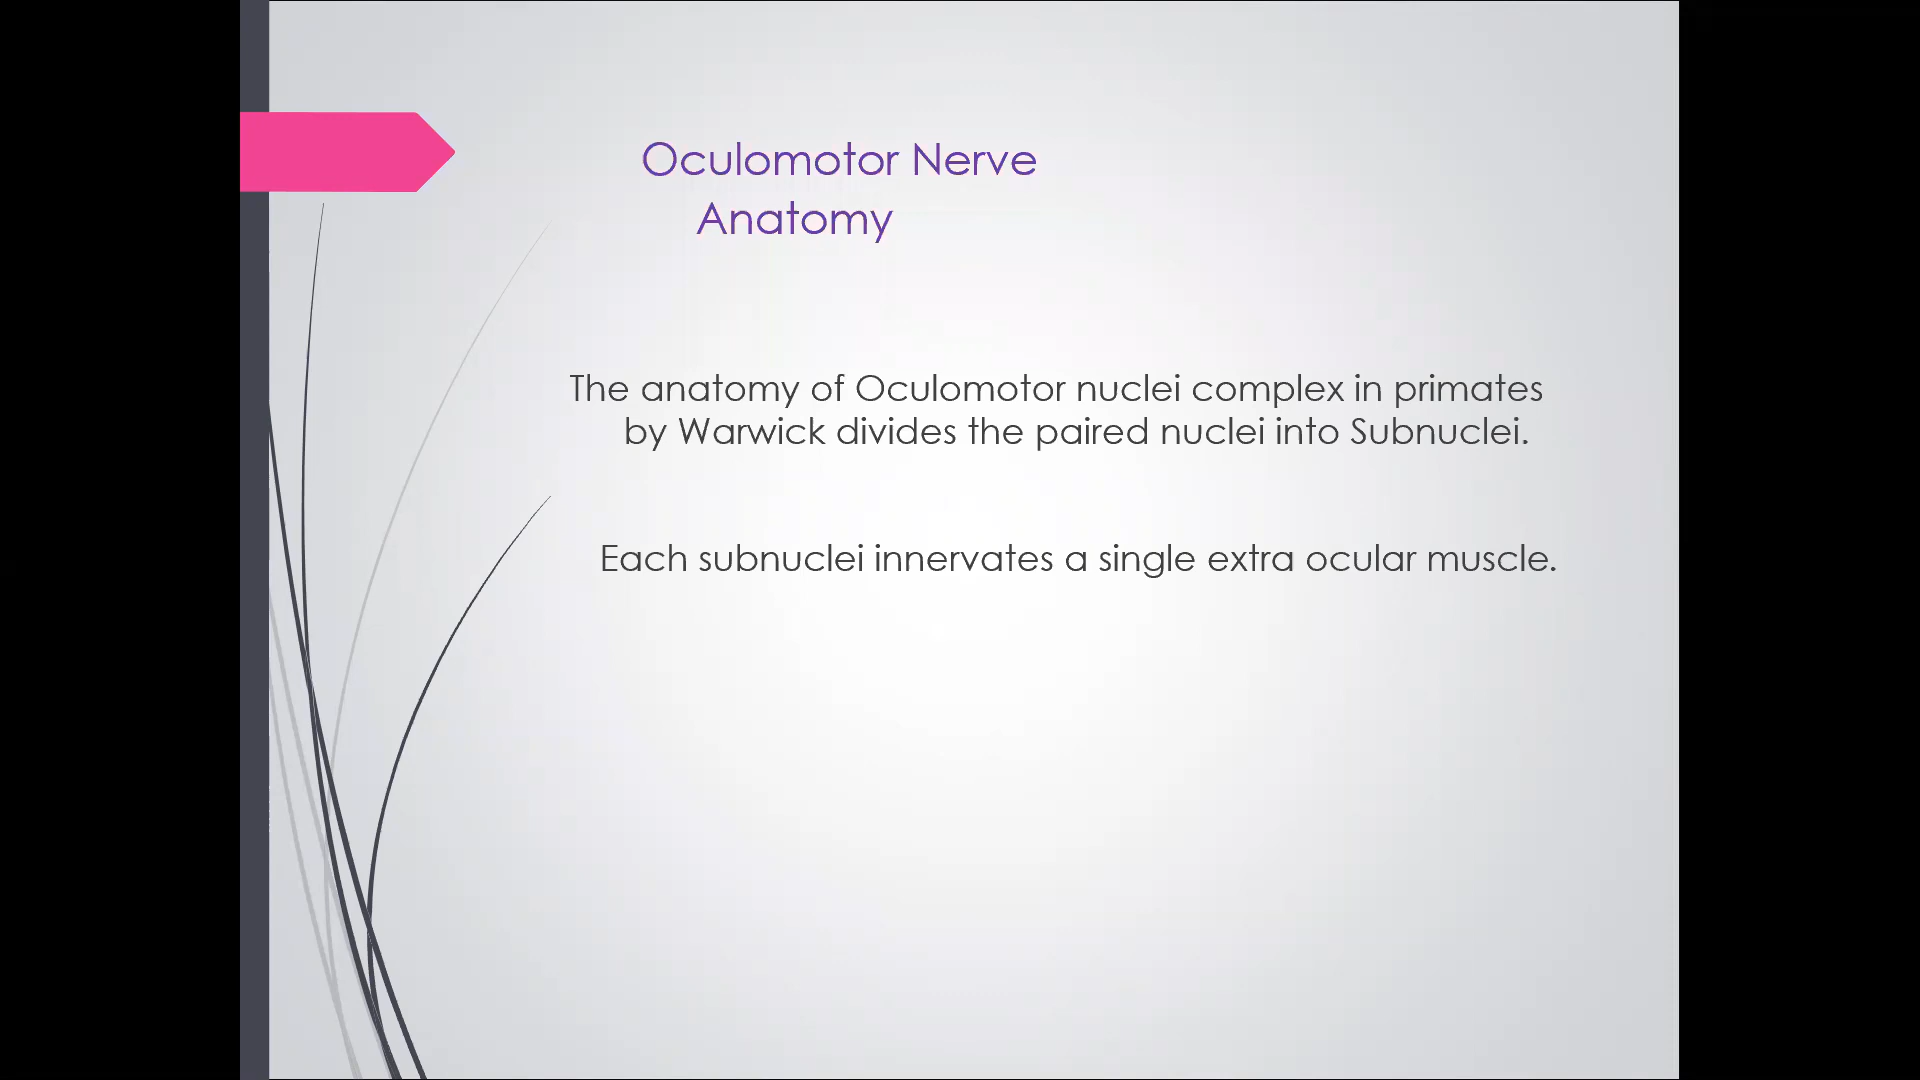 Oculomotor Nerve
Anatomy
The anatomy of Oculomotor nuclei complex in primates
by Warwick divides the paired nuclei into Subnuclei.
Each subnuclei innervates a single extra ocular muscle.